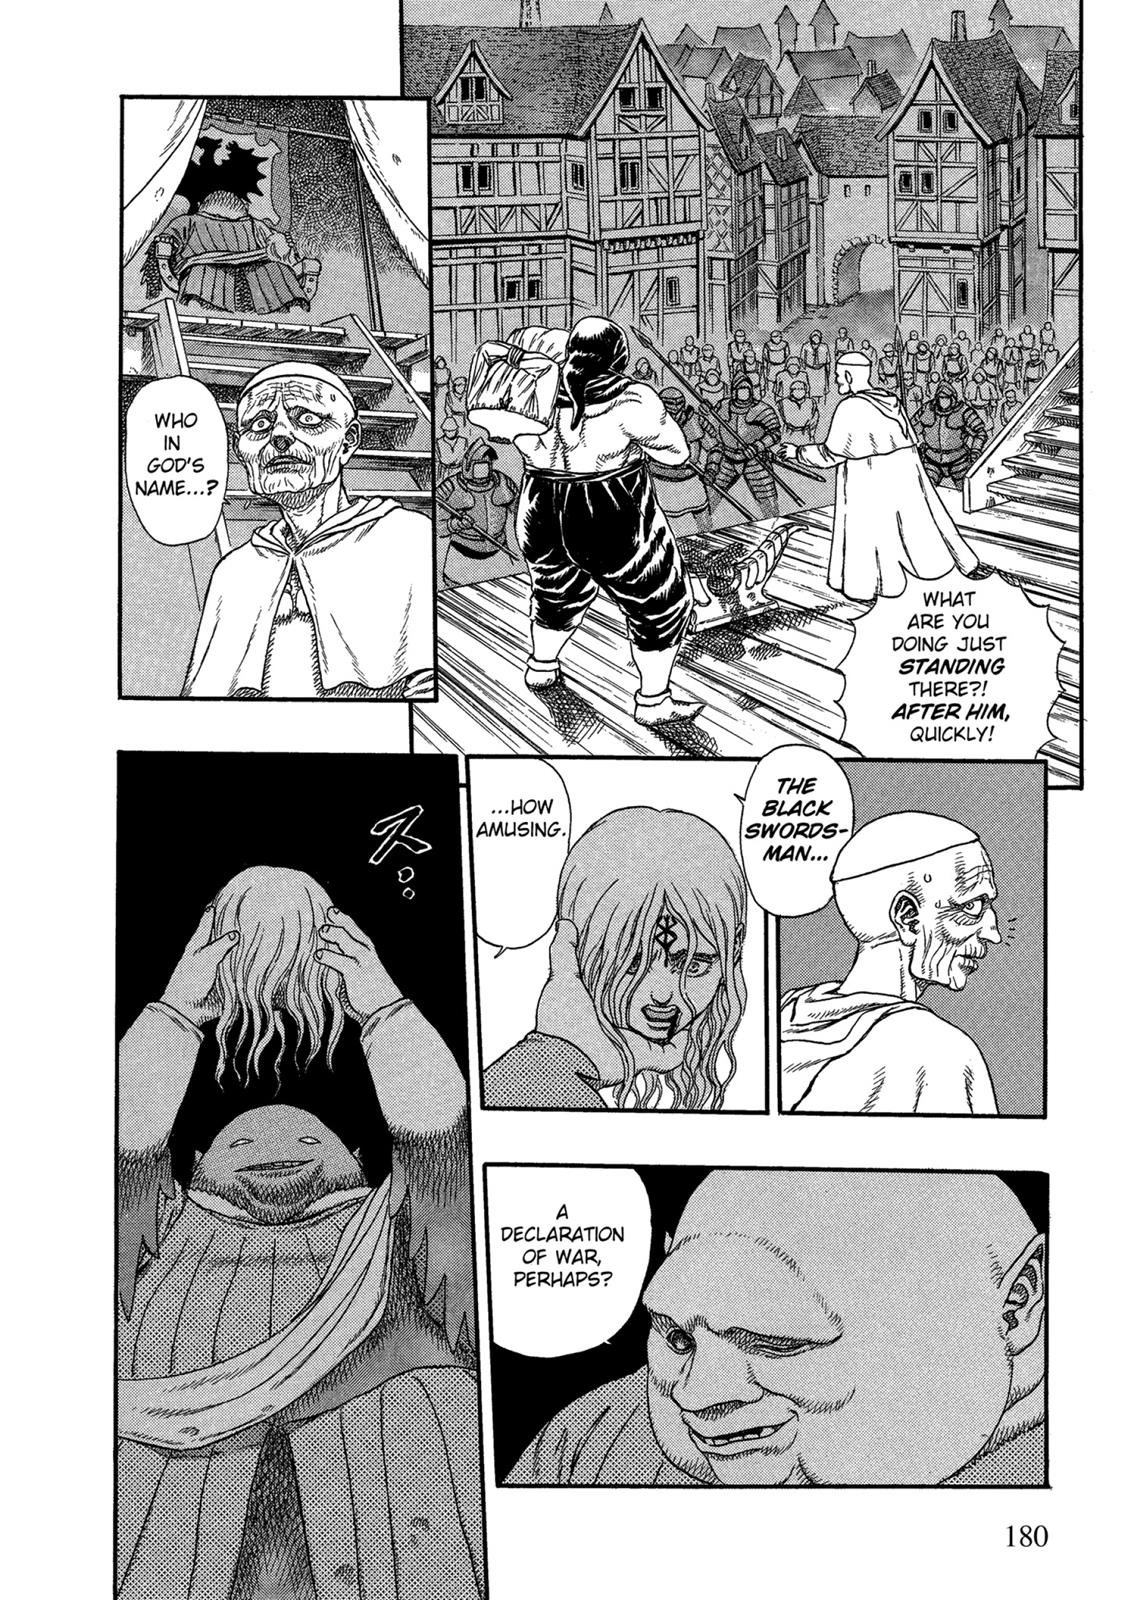 WHAT
ARE YOU
DOING JUST
STANDING
THERE?!
AFTER HIM,
QUICKLY!
WHO
IN
GOD'S
NAME...?
THE
BLACK
SWORDS-
MAN...
...HOW
AMUSING.
ス
A
DECLARATION
OF WAR,
PERHAPS?
180